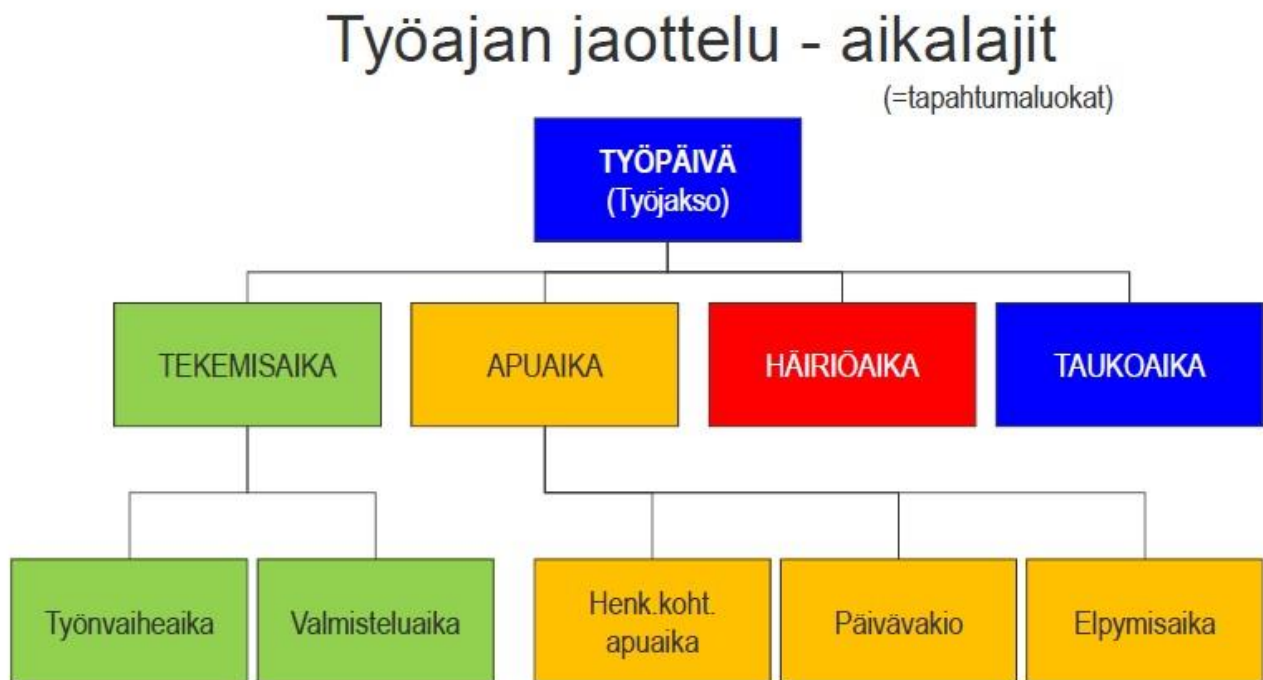 Työajan jaottelu - aikalajit
(=tapahtumaluokat)
TYÖPÄIVÄ
(Työjakso)
TEKEMISAIKA
APUAIKA
HÄIRIÖAIKA
TAUKOAIKA
Työnvaiheaika
Valmisteluaika
Henk.koht.
apuaika
Päivävakio
Elpymisaika